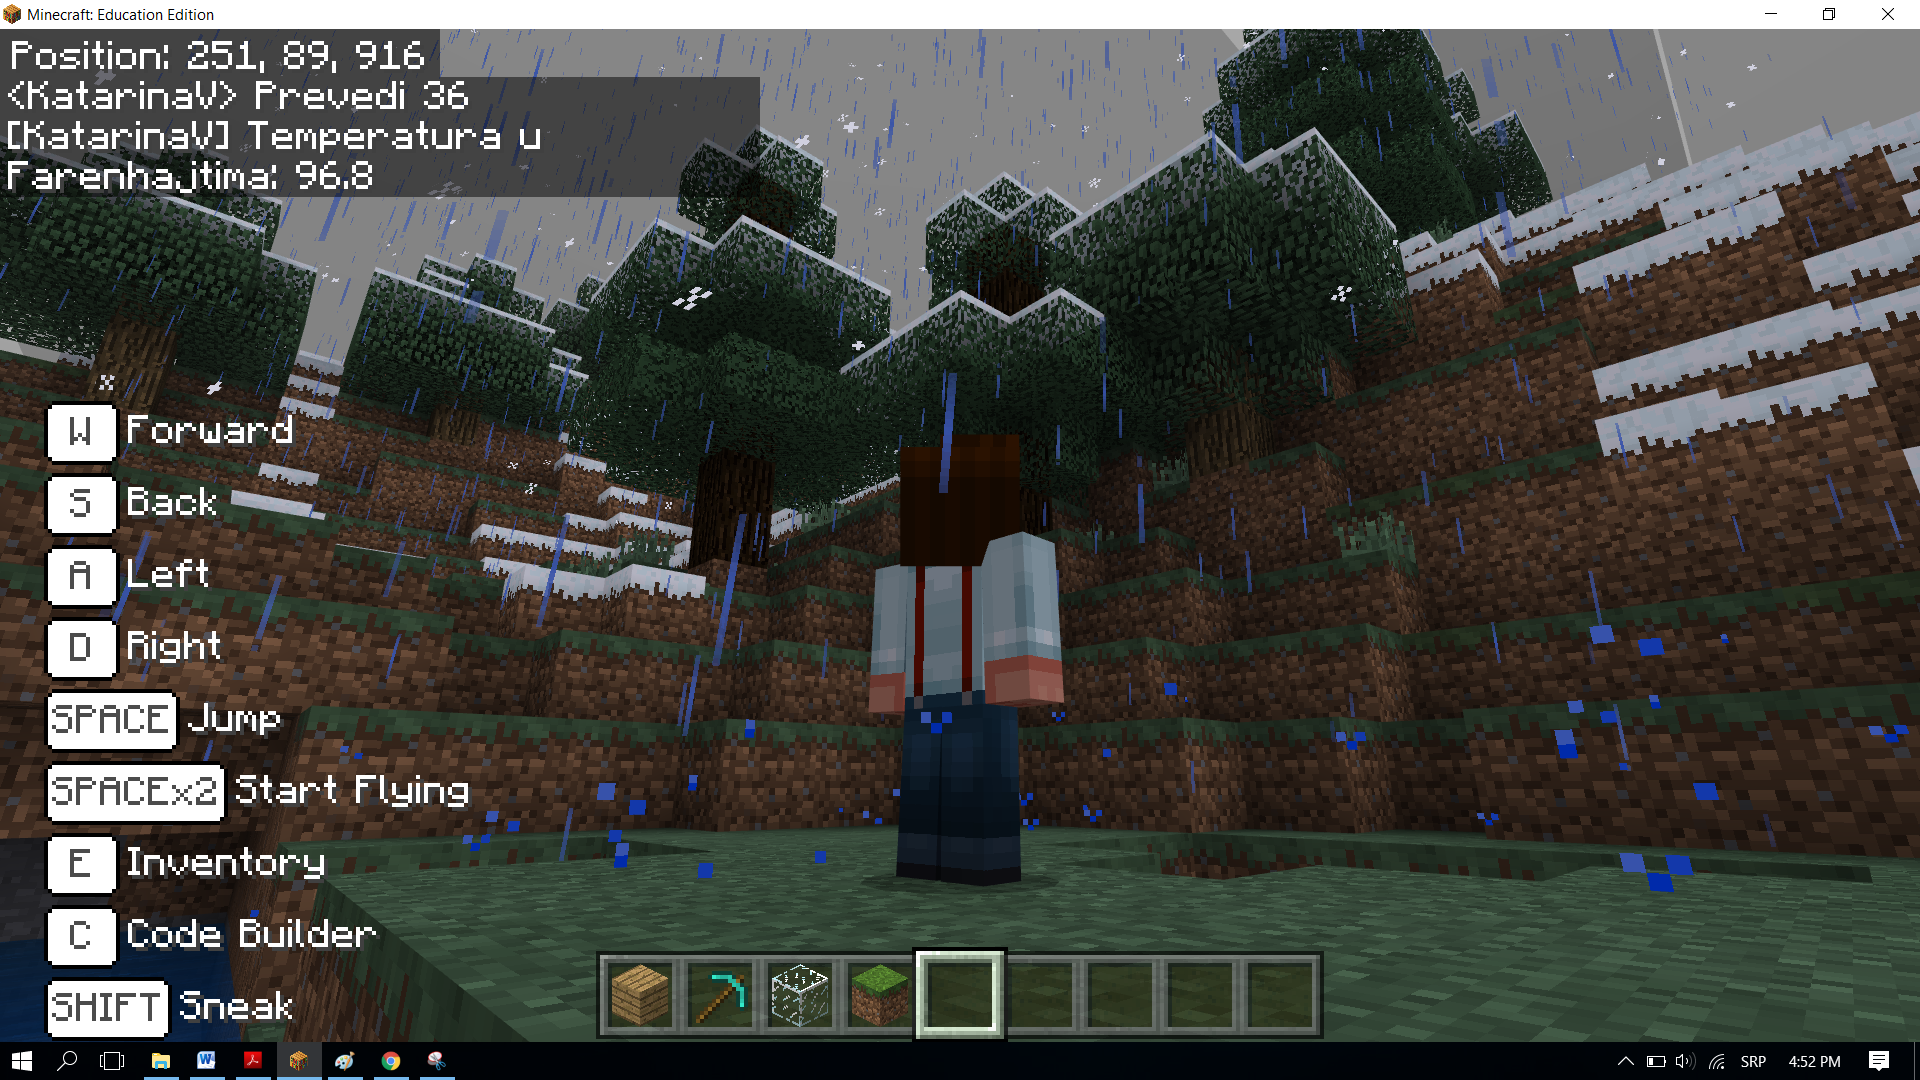 Minecraft: Education Edition
Position: 251, 89, 916
<KatarinaV> Prevedi 36
[KatarinaV] Temperatura u
Farenhajtima: 96.8
W Forward
S Back
A Left
D Right
SPACE Jump
SPACEx2 Start Flying
E Inventory
C Code Builder
SHIFT Sneak
SRP
4:52 PM